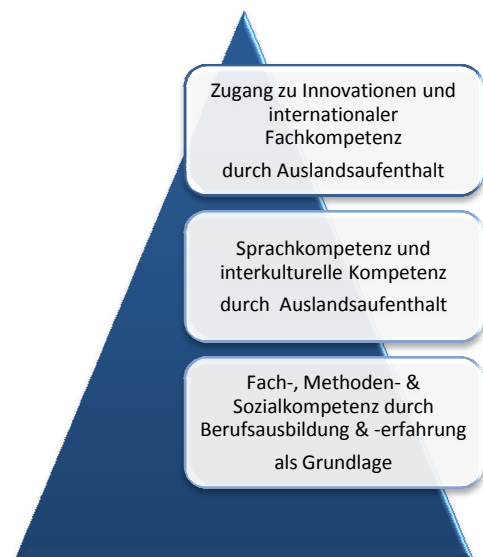 Zugang zu Innovationen und
internationaler
Fachkompetenz
durch Auslandsaufenthalt
Sprachkompetenz und
interkulturelle Kompetenz
durch Auslandsaufenthalt
Fach-, Methoden- &
Sozialkompetenz durch
Berufsausbildung & -erfahrung
als Grundlage